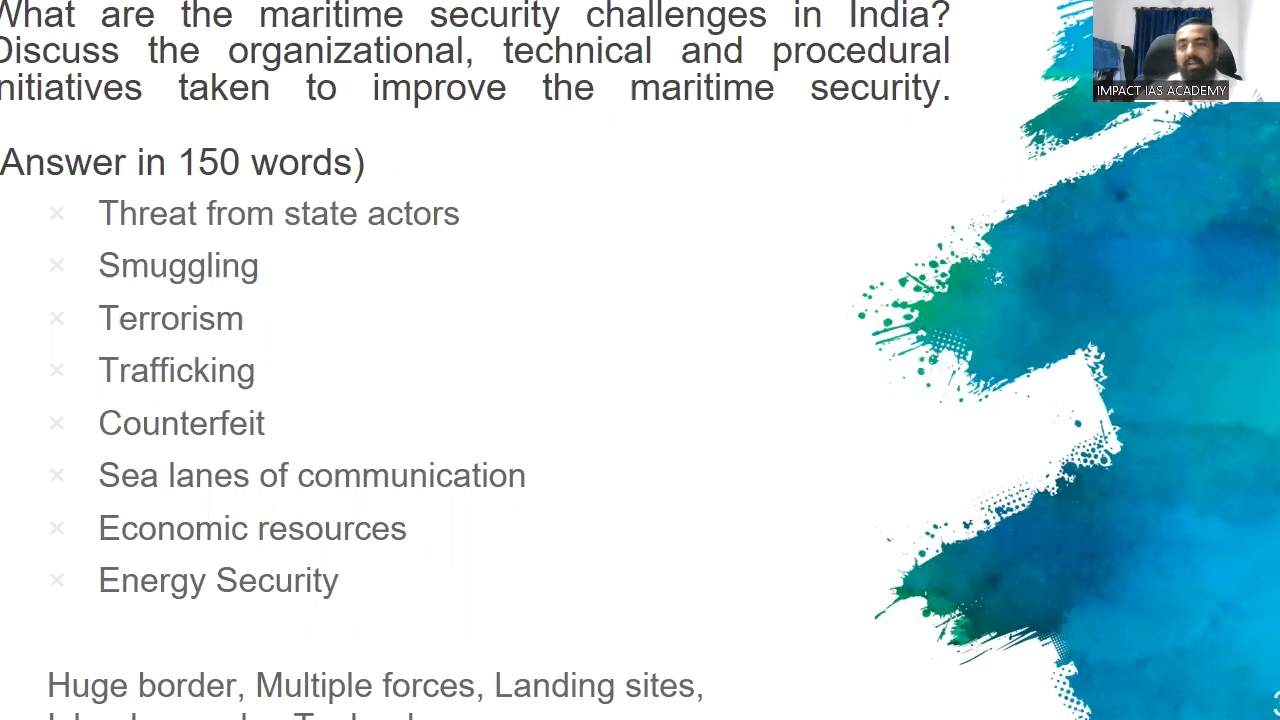 What are the maritime security challenges in India?
Discuss the organizational, technical and procedural
initiatives taken to improve the maritime security.
IMPACT IAS ACADEMY
(Answer in 150 words)
× Threat from state actors
× Smuggling
× Terrorism
× Trafficking
× Counterfeit
× Sea lanes of communication
× Economic resources
× Energy Security
Huge border, Multiple forces, Landing sites,